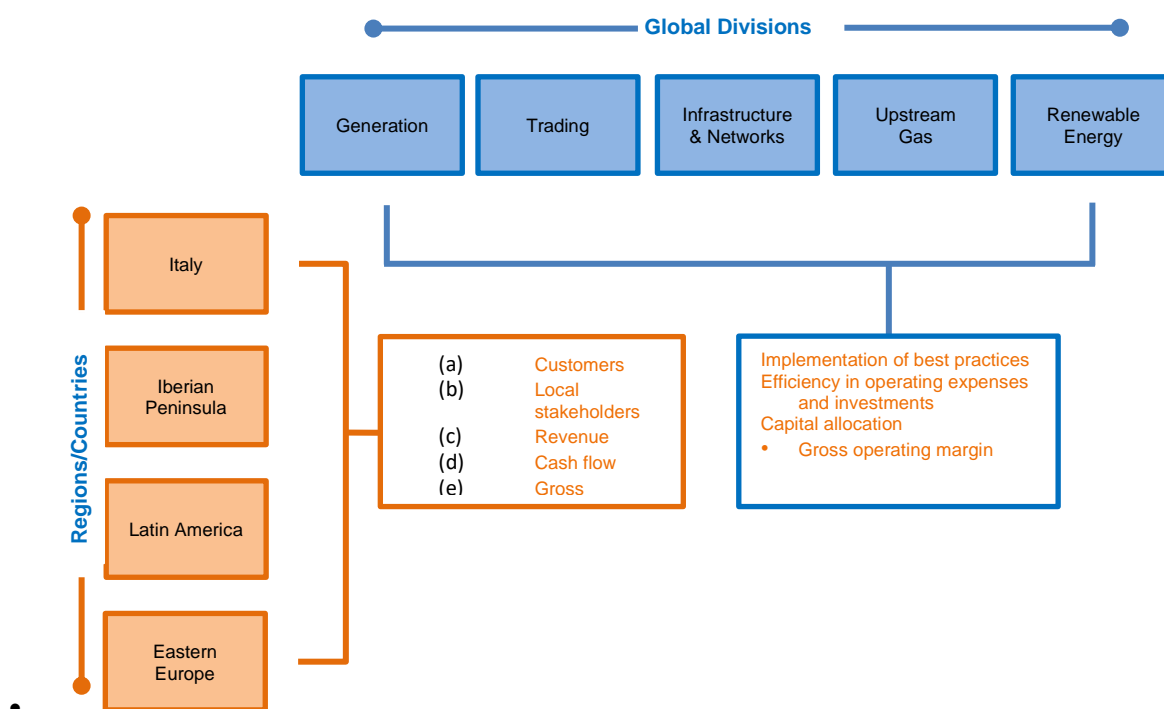 Global Divisions
Generation
Trading
Infrastructure
& Networks
Upstream
Gas
Renewable
Energy
Regions/Countries
Italy
Iberian
Peninsula
Latin America
Eastern
Europe
(a) Customers
(b) Local
stakeholders
(c) Revenue
(d) Cash flow
(e) Gross
Implementation of best practices
Efficiency in operating expenses
and investments
Capital allocation
• Gross operating margin
•